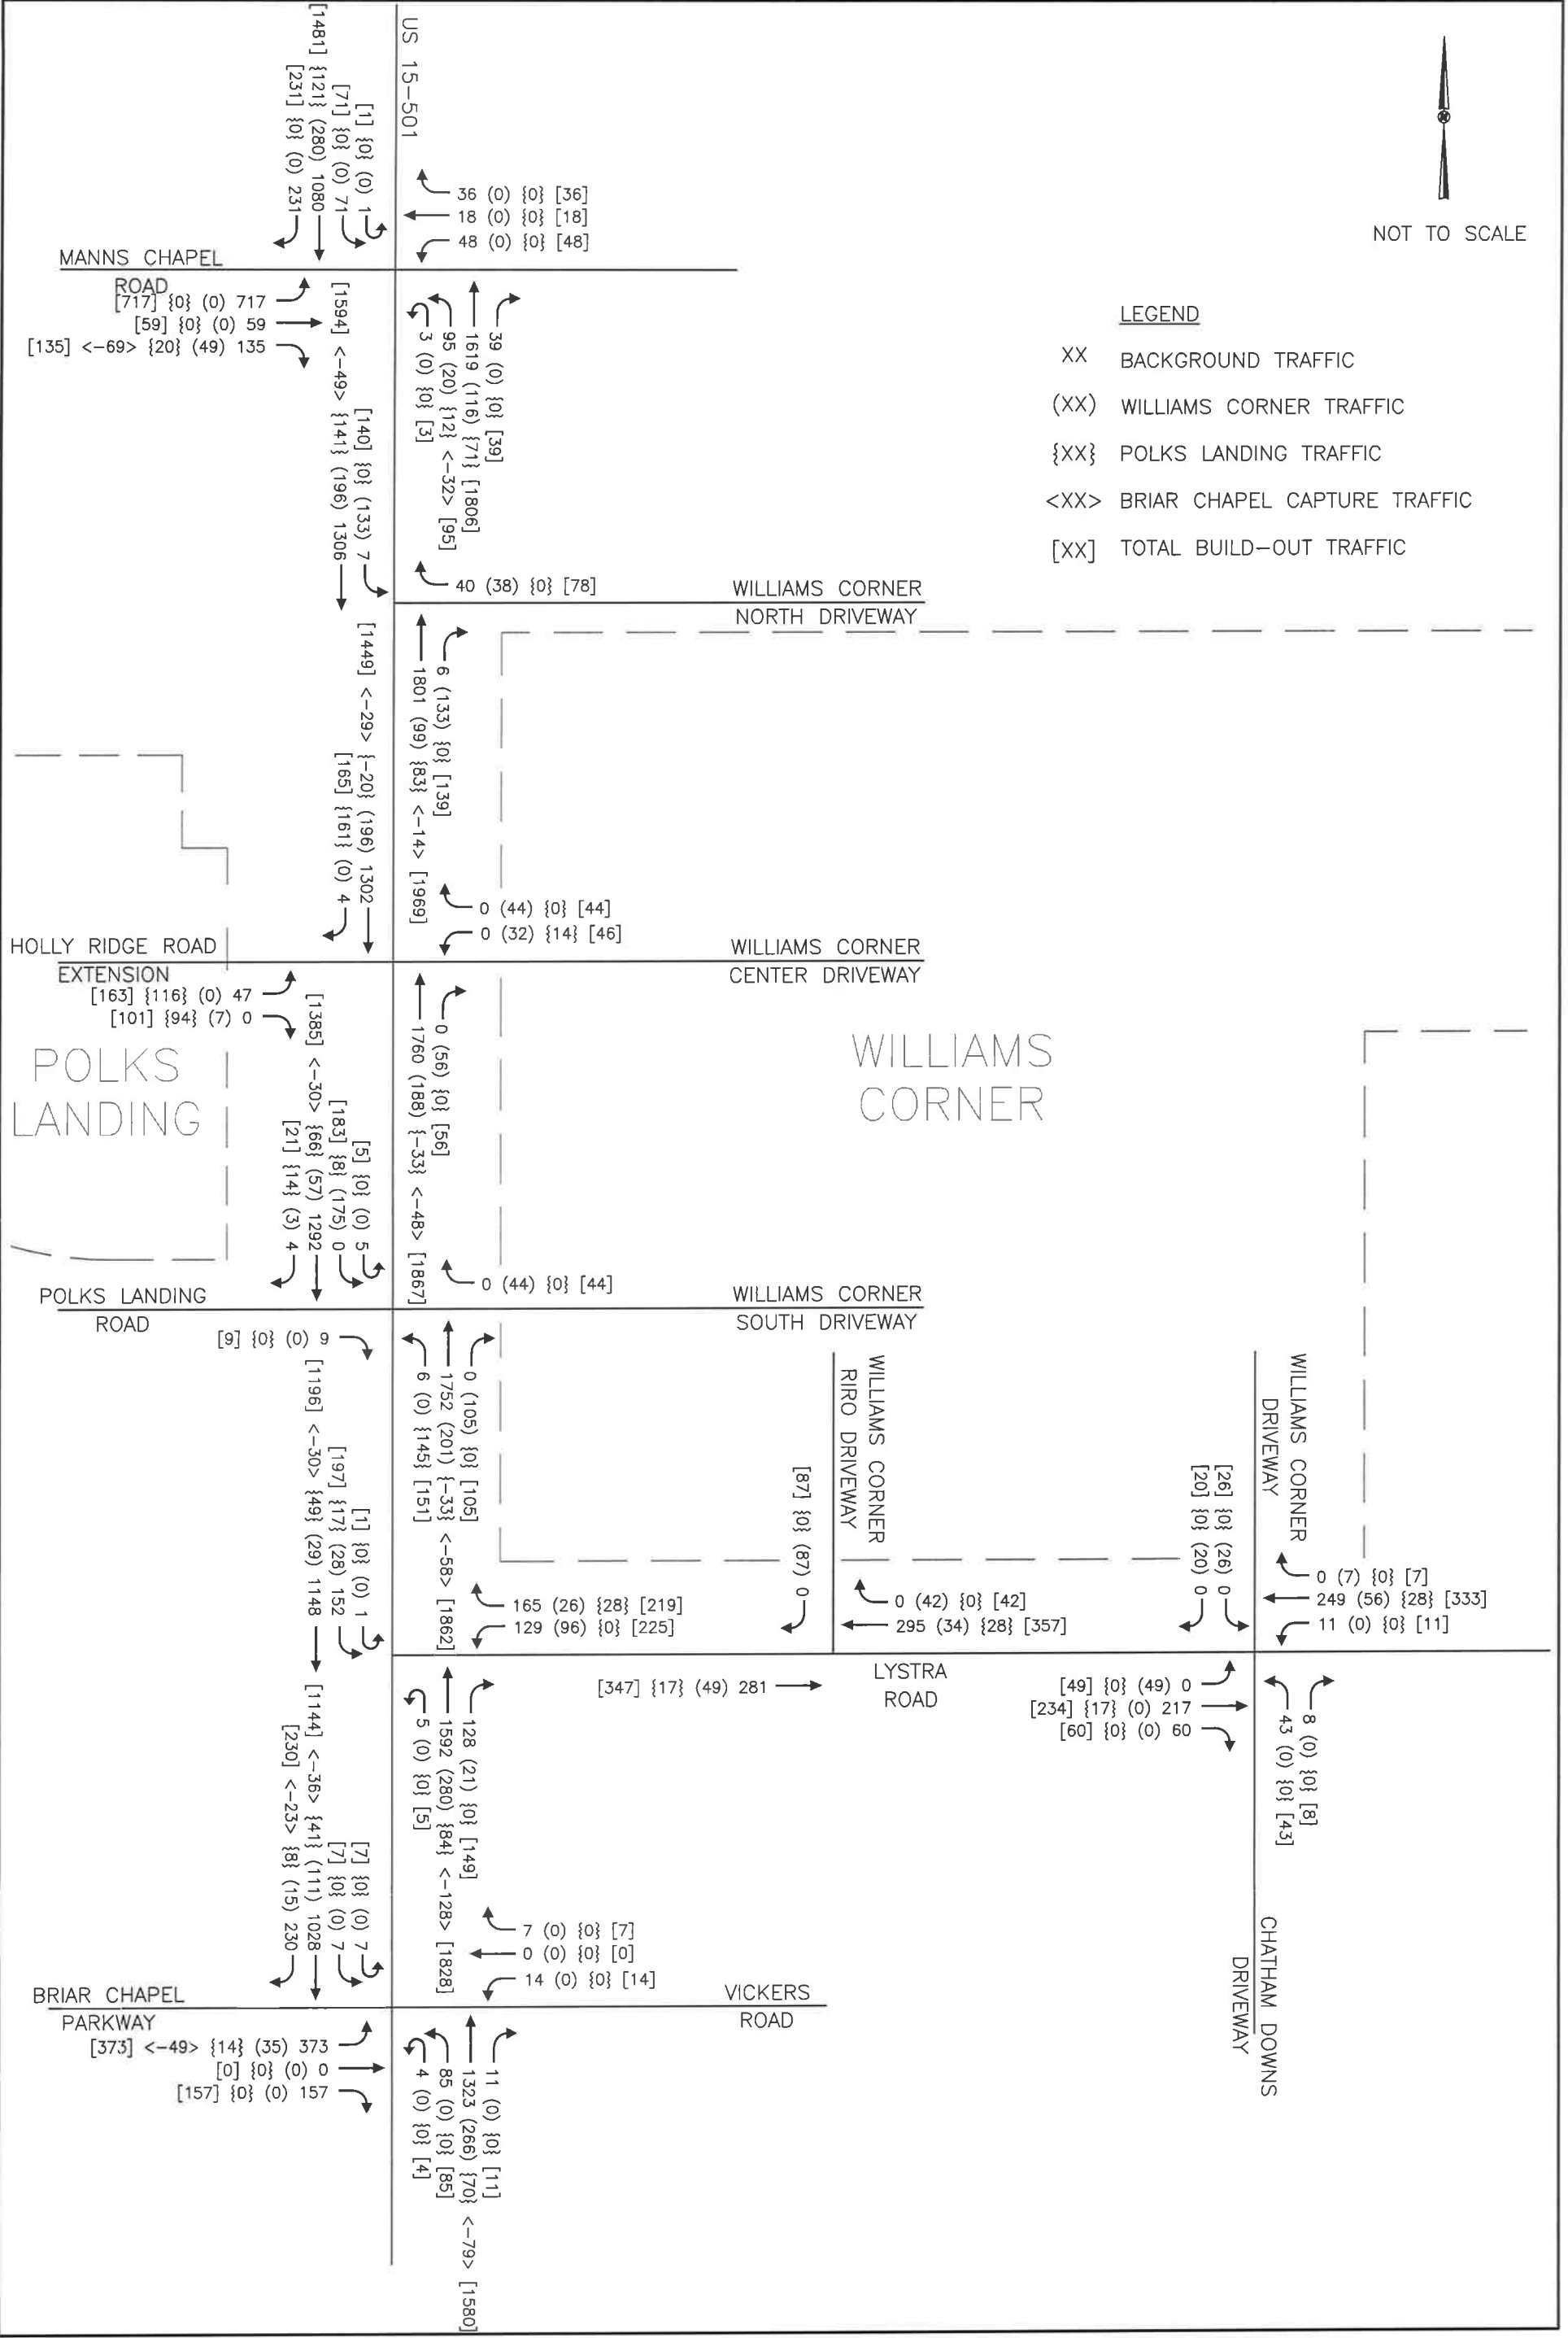 US 15-501
[1] {0} (0) 1
[71] {0} (0) 71
[1481] {121} (280) 1080
[231] {0} (0) 231
36 (0) {0} [36]
18 (0) {0} [18]
48 (0) {0} [48]
NOT TO SCALE
MANNS CHAPEL
ROAD
[717] {0} (0) 717
[59] {0} (0) 59
[135] <-69> {20} (49) 135
39 (0) {0} [39]
1619 (116) {71} [1806]
95 (20) {12} <-32> [95]
3 (0) {0} [3]
LEGEND
XX BACKGROUND TRAFFIC
(XX) WILLIAMS CORNER TRAFFIC
{XX} POLKS LANDING TRAFFIC
<XX> BRIAR CHAPEL CAPTURE TRAFFIC
[XX] TOTAL BUILD-OUT TRAFFIC
[140] {0} (133) 7
[1594] <-49> {141} (196) 1306
40 (38) {0} [78]
WILLIAMS CORNER
NORTH DRIVEWAY
6 (133) {0} [139]
1801 (99) {83} <-14> [1969]
[1449] <-29> {-20} (196) 1302
[165] {161} (0) 4
0 (44) {0} [44]
0 (32) {14} [46]
HOLLY RIDGE ROAD
EXTENSION
WILLIAMS CORNER
CENTER DRIVEWAY
[163] {116} (0) 47
[101] {94} (7) 0
0 (56) {0} [56]
1760 (188) {-33} <-48> [1867]
POLKS
LANDING
WILLIAMS
CORNER
[5] {0} (0) 5
[183] {8} (175) 0
[1385] <-30> {66} (57) 1292
[21] {14} (3) 4
0 (44) {0} [44]
POLKS LANDING
ROAD
WILLIAMS CORNER
SOUTH DRIVEWAY
[9] {0} (0) 9
0 (105) {0} [105]
1752 (201) {-33} <-58> [1862]
6 (0) {145} [151]
WILLIAMS CORNER
RIRO DRIVEWAY
WILLIAMS CORNER
DRIVEWAY
[1] {0} (0) 1
[197] {17} (28) 152
[1196] <-30> {49} (29) 1148
165 (26) {28} [219]
129 (96) {0} [225]
[87] {0} (87) 0
0 (42) {0} [42]
295 (34) {28} [357]
[26] {0} (26) 0
[20] {0} (20) 0
0 (7) {0} [7]
249 (56) {28} [333]
11 (0) {0} [11]
LYSTRA
ROAD
[347] {17} (49) 281
[49] {0} (49) 0
[234] {17} (0) 217
[60] {0} (0) 60
8 (0) {0} [8]
43 (0) {0} [43]
128 (21) {0} [149]
1592 (280) {84} <-128> [1828]
5 (0) {0} [5]
[7] {0} (0) 7
[7] {0} (0) 7
[1144] <-36> {41} (111) 1028
[230] <-23> {8} (15) 230
7 (0) {0} [7]
0 (0) {0} [0]
14 (0) {0} [14]
CHATHAM DOWNS
DRIVEWAY
BRIAR CHAPEL
PARKWAY
VICKERS
ROAD
[373] <-49> {14} (35) 373
[0] {0} (0) 0
[157] {0} (0) 157
11 (0) {0} [11]
1323 (266) {70} <-79> [1580]
85 (0) {0} [85]
4 (0) {0} [4]